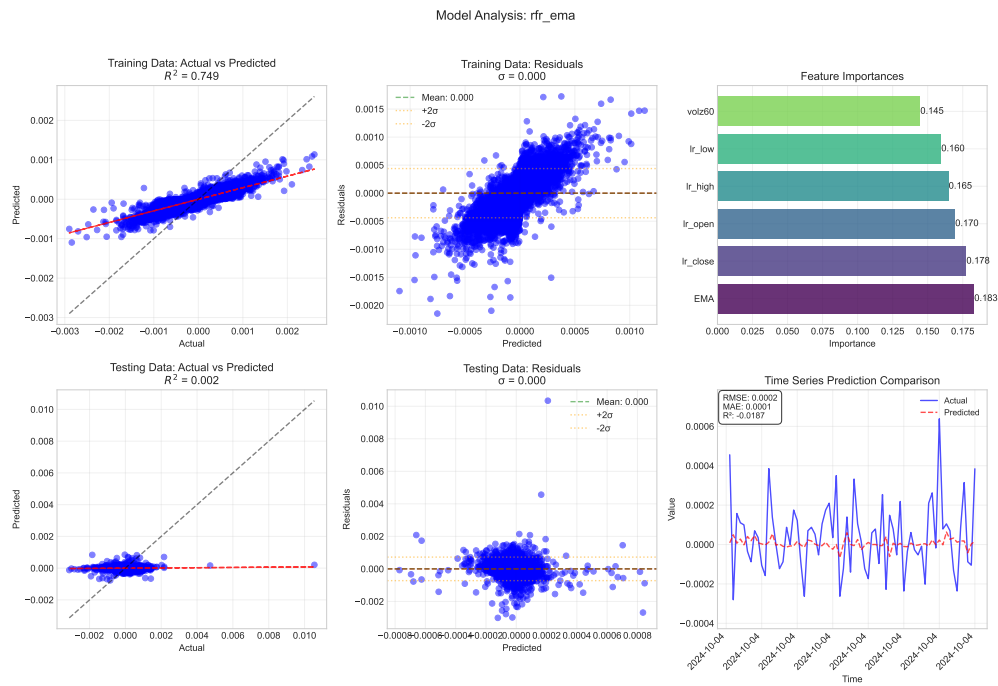 Model Analysis: rfr_ema
Training Data: Actual vs Predicted
R² = 0.749
Predicted
0.002
0.001
0.000
−0.001
−0.002
−0.003
−0.003
−0.002
−0.001
0.000
0.001
0.002
Actual
Training Data: Residuals
σ = 0.000
Mean: 0.000
+2σ
-2σ
Residuals
0.0015
0.0010
0.0005
0.0000
−0.0005
−0.0010
−0.0015
−0.0020
−0.0010
−0.0005
0.0000
0.0005
0.0010
Predicted
Feature Importances
volz60
0.145
lr_low
0.160
lr_high
0.165
lr_open
0.170
lr_close
0.178
EMA
0.183
0.000
0.025
0.050
0.075
0.100
0.125
0.150
0.175
Importance
Testing Data: Actual vs Predicted
R² = 0.002
Predicted
0.010
0.008
0.006
0.004
0.002
0.000
−0.002
−0.002
0.000
0.002
0.004
0.006
0.008
0.010
Actual
Testing Data: Residuals
σ = 0.000
Mean: 0.000
+2σ
-2σ
Residuals
0.010
0.008
0.006
0.004
0.002
0.000
−0.002
−0.0008
−0.0006
−0.0004
−0.0002
0.0000
0.0002
0.0004
0.0006
0.0008
Predicted
Time Series Prediction Comparison
RMSE: 0.0002
MAE: 0.0001
R²: -0.0187
Actual
Predicted
Value
0.0006
0.0004
0.0002
0.0000
−0.0002
−0.0004
2024-10-04
2024-10-04
2024-10-04
2024-10-04
2024-10-04
2024-10-04
2024-10-04
2024-10-04
Time